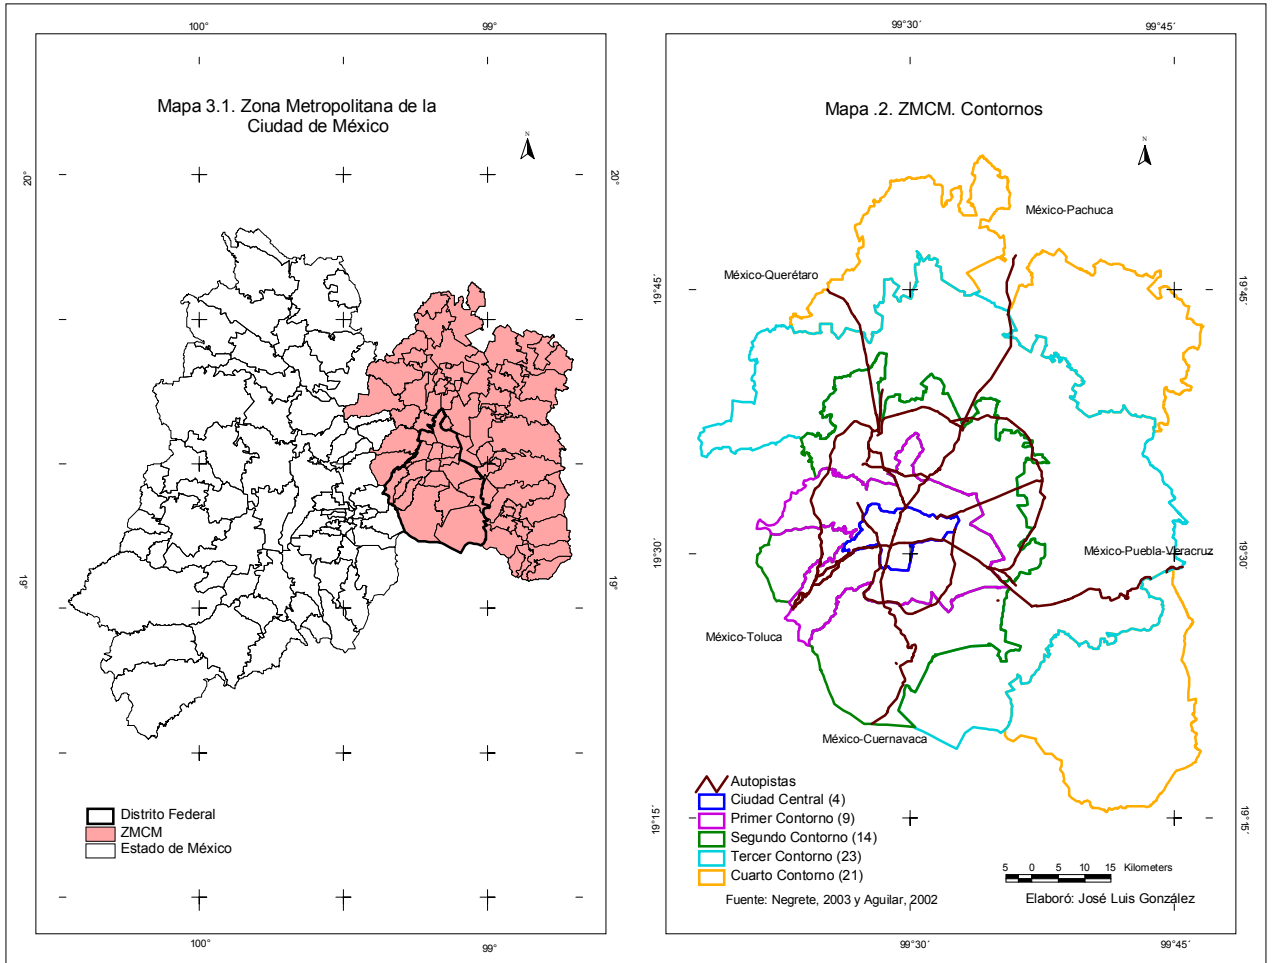 100°
99°
Mapa 3.1. Zona Metropolitana de la
Ciudad de México
N
20°
20°
19°
19°
Distrito Federal
ZMCM
Estado de México
100°
99°
99°30´
99°45´
Mapa .2. ZMCM. Contornos
N
México-Pachuca
México-Querétaro
19°45´
19°45´
México-Puebla-Veracruz
19°30´
19°30´
México-Toluca
México-Cuernavaca
Autopistas
Ciudad Central (4)
Primer Contorno (9)
Segundo Contorno (14)
Tercer Contorno (23)
Cuarto Contorno (21)
19°15´
19°15´
5 0 5 10 15 Kilometers
Fuente: Negrete, 2003 y Aguilar, 2002
Elaboró: José Luis González
99°30´
99°45´